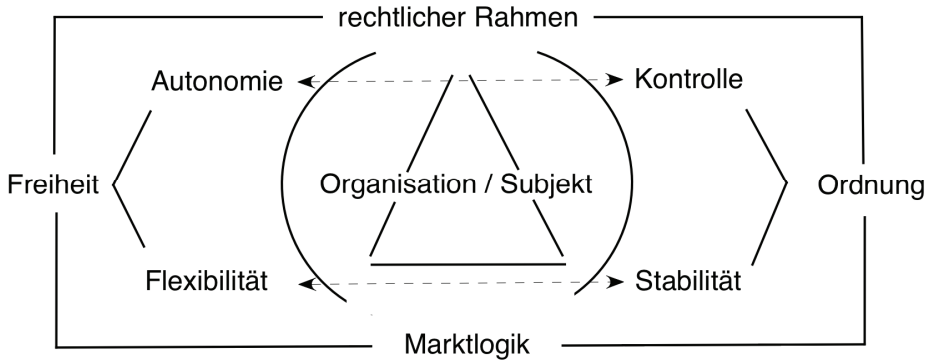 rechtlicher Rahmen
Autonomie
Kontrolle
Freiheit
Organisation / Subjekt
Ordnung
Flexibilität
Stabilität
Marktlogik